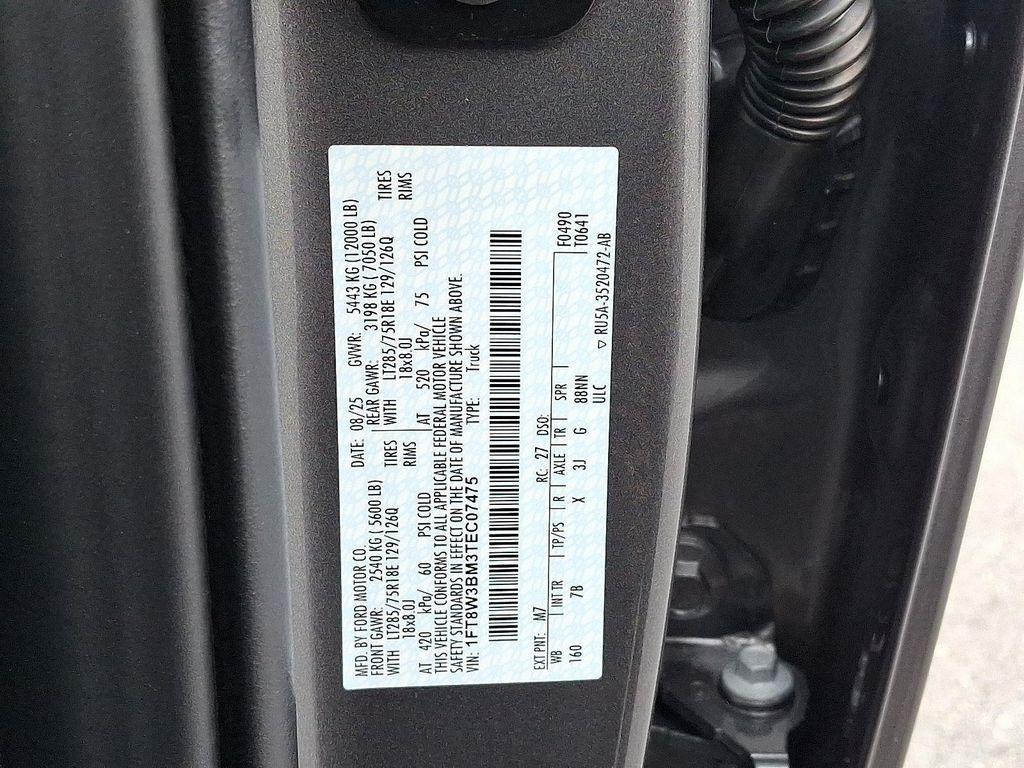 MFD. BY FORD MOTOR CO. DATE: 08/25 GVWR: 5443 KG (12000 LB)
FRONT GAWR: 2540 KG ( 5600 LB) REAR GAWR: 3198 KG ( 7050 LB)
WITH LT285/75R18E 129/126Q TIRES WITH LT285/75R18E 129/126Q TIRES
18x8.0J RIMS 18x8.0J RIMS
AT 420 kPa/ 60 PSI COLD AT 520 kPa/ 75 PSI COLD
THIS VEHICLE CONFORMS TO ALL APPLICABLE FEDERAL MOTOR VEHICLE
SAFETY STANDARDS IN EFFECT ON THE DATE OF MANUFACTURE SHOWN ABOVE.
VIN: 1FT8W3BM3TEC07475 TYPE: Truck
EXT PNT: M7 RC: 27 DSO: F0490
WB INT TR TP/PS R AXLE TR SPR T0641
160 7B X 3J G 88NN
ULC ▽ RU5A-3520472-AB